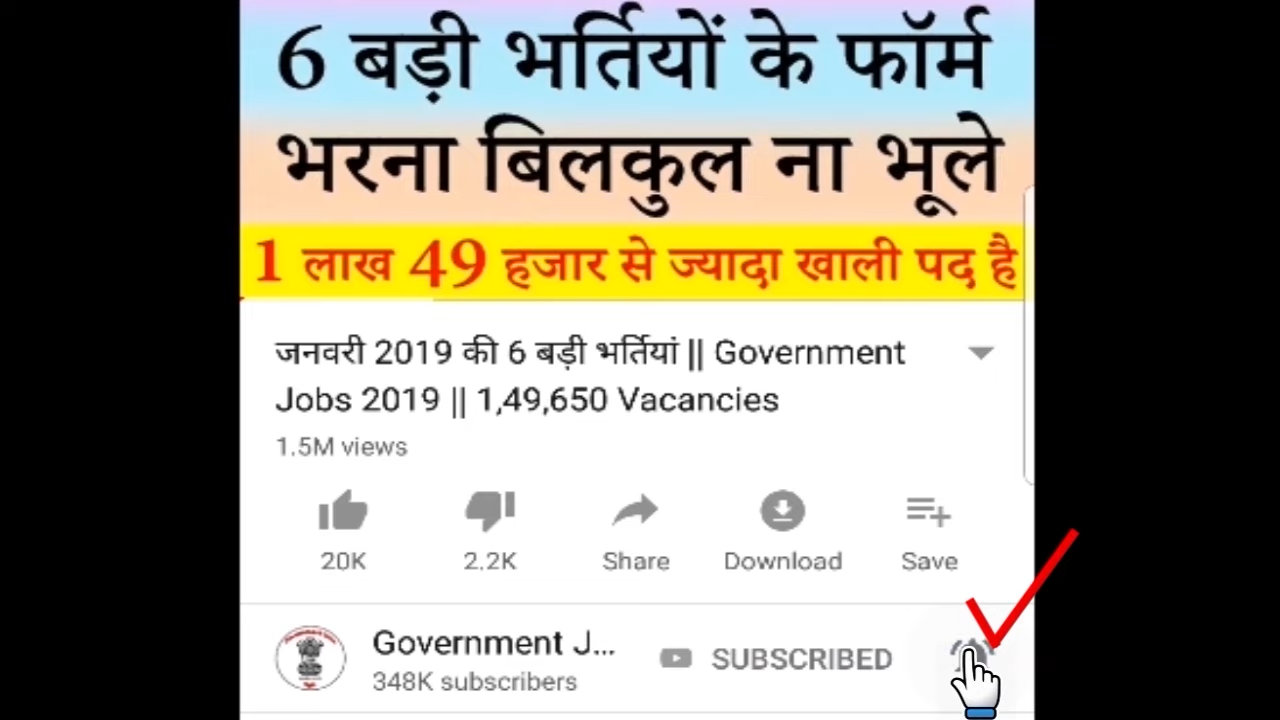 6 बड़ी भर्तियों के फॉर्म
भरना बिलकुल ना भूले
1 लाख 49 हजार से ज्यादा खाली पद है
जनवरी 2019 की 6 बड़ी भर्तियां || Government
Jobs 2019 || 1,49,650 Vacancies
1.5M views
20K 2.2K Share Download Save
Government J... SUBSCRIBED
348K subscribers